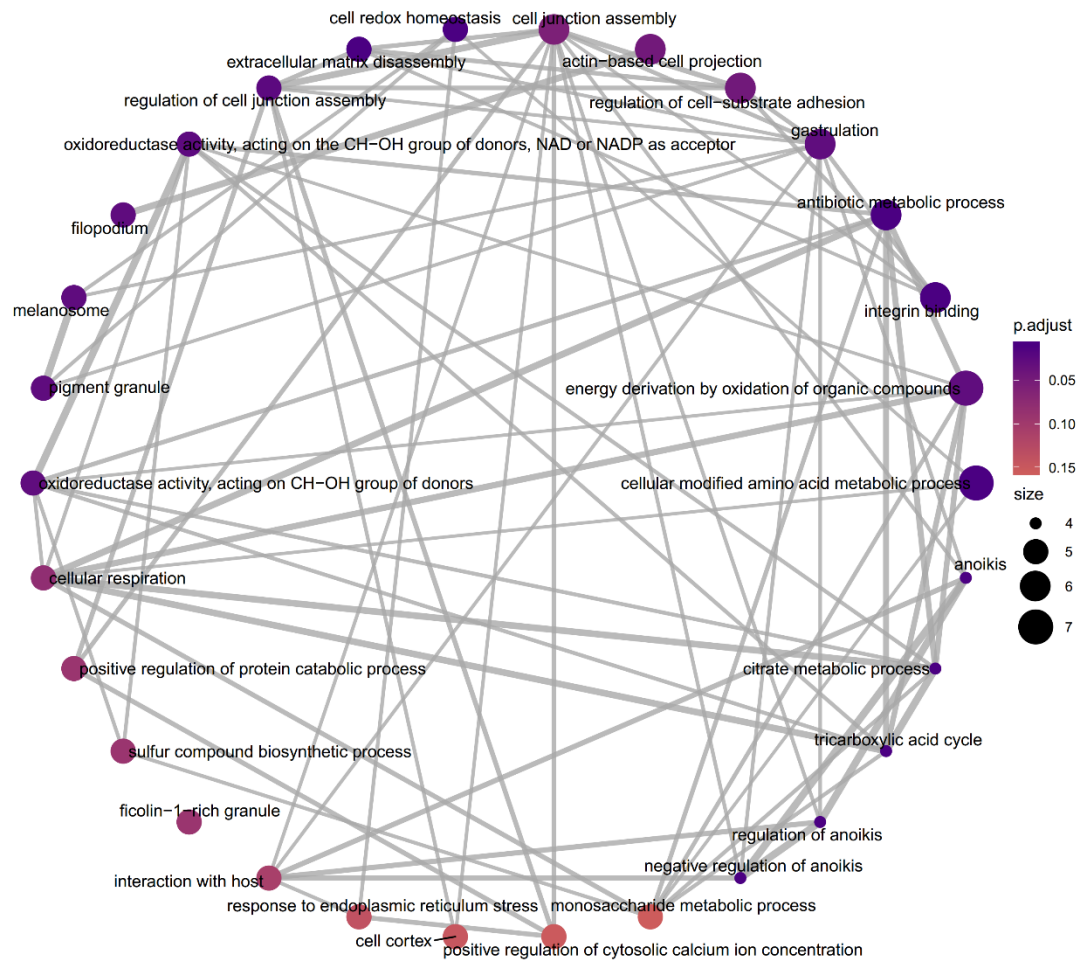 cell redox homeostasis
cell junction assembly
extracellular matrix disassembly
actin−based cell projection
regulation of cell junction assembly
regulation of cell−substrate adhesion
gastrulation
oxidoreductase activity, acting on the CH−OH group of donors, NAD or NADP as acceptor
antibiotic metabolic process
filopodium
melanosome
integrin binding
p.adjust
0.05
0.10
0.15
pigment granule
energy derivation by oxidation of organic compounds
oxidoreductase activity, acting on CH−OH group of donors
cellular modified amino acid metabolic process
size
4
5
6
7
anoikis
cellular respiration
positive regulation of protein catabolic process
citrate metabolic process
sulfur compound biosynthetic process
tricarboxylic acid cycle
ficolin−1−rich granule
regulation of anoikis
interaction with host
negative regulation of anoikis
response to endoplasmic reticulum stress
monosaccharide metabolic process
cell cortex
positive regulation of cytosolic calcium ion concentration